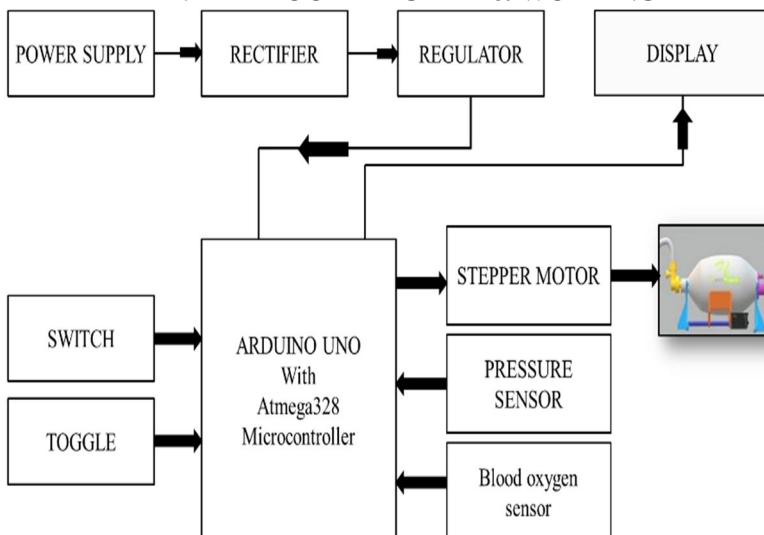 POWER SUPPLY
RECTIFIER
REGULATOR
DISPLAY
STEPPER MOTOR
SWITCH
ARDUINO UNO
With
Atmega328
Microcontroller
PRESSURE
SENSOR
TOGGLE
Blood oxygen
sensor